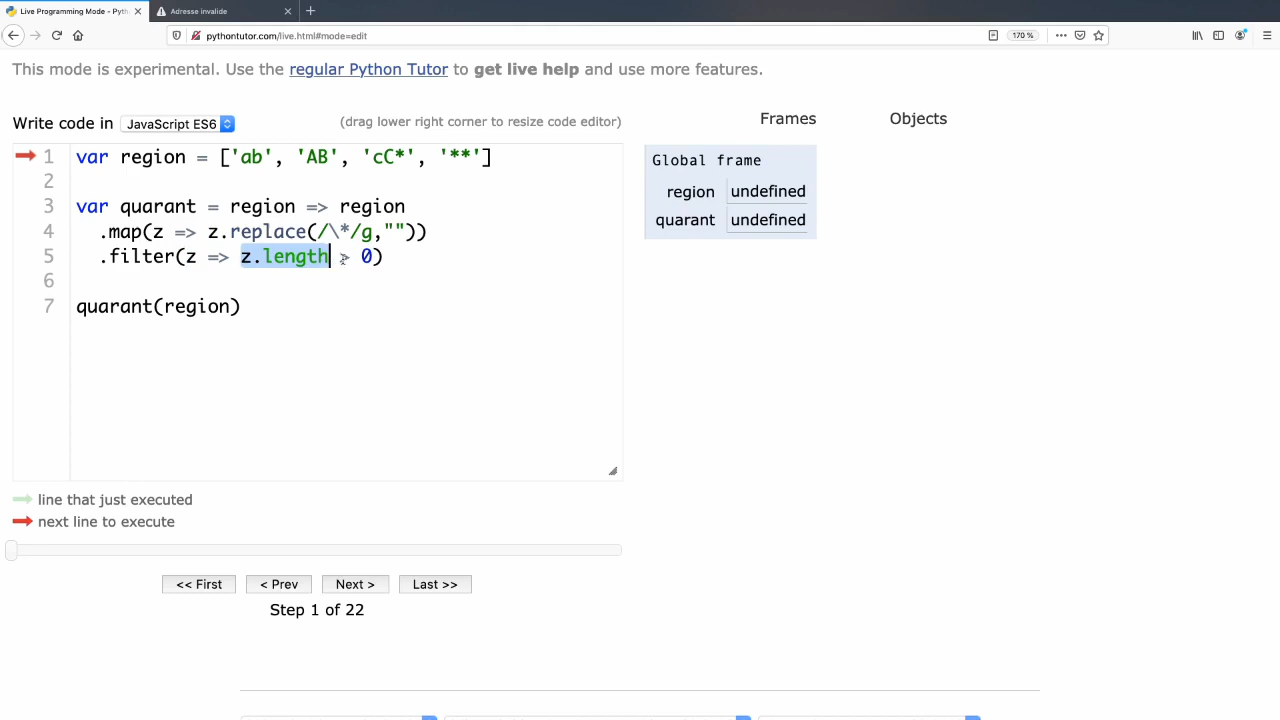 Live Programming Mode - Pyth
Adresse invalide
pythontutor.com/live.html#mode=edit
170 %
This mode is experimental. Use the regular Python Tutor to get live help and use more features.
Write code in JavaScript ES6
(drag lower right corner to resize code editor)
Frames
Objects
1 var region = ['ab', 'AB', 'cC*', '**']
2
3 var quarant = region => region
4 .map(z => z.replace(/\*/g,""))
5 .filter(z => z.length > 0)
6
7 quarant(region)
Global frame
region undefined
quarant undefined
line that just executed
next line to execute
<< First
< Prev
Next >
Last >>
Step 1 of 22